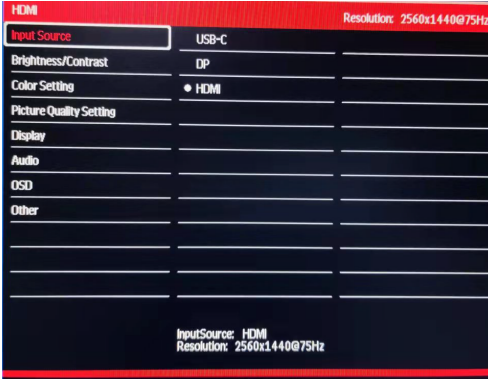 HDMI
Resolution: 2560x1440@75Hz
Input Source
USB-C
Brightness/Contrast
DP
Color Setting
HDMI
Picture Quality Setting
Display
Audio
OSD
Other
InputSource: HDMI
Resolution: 2560x1440@75Hz